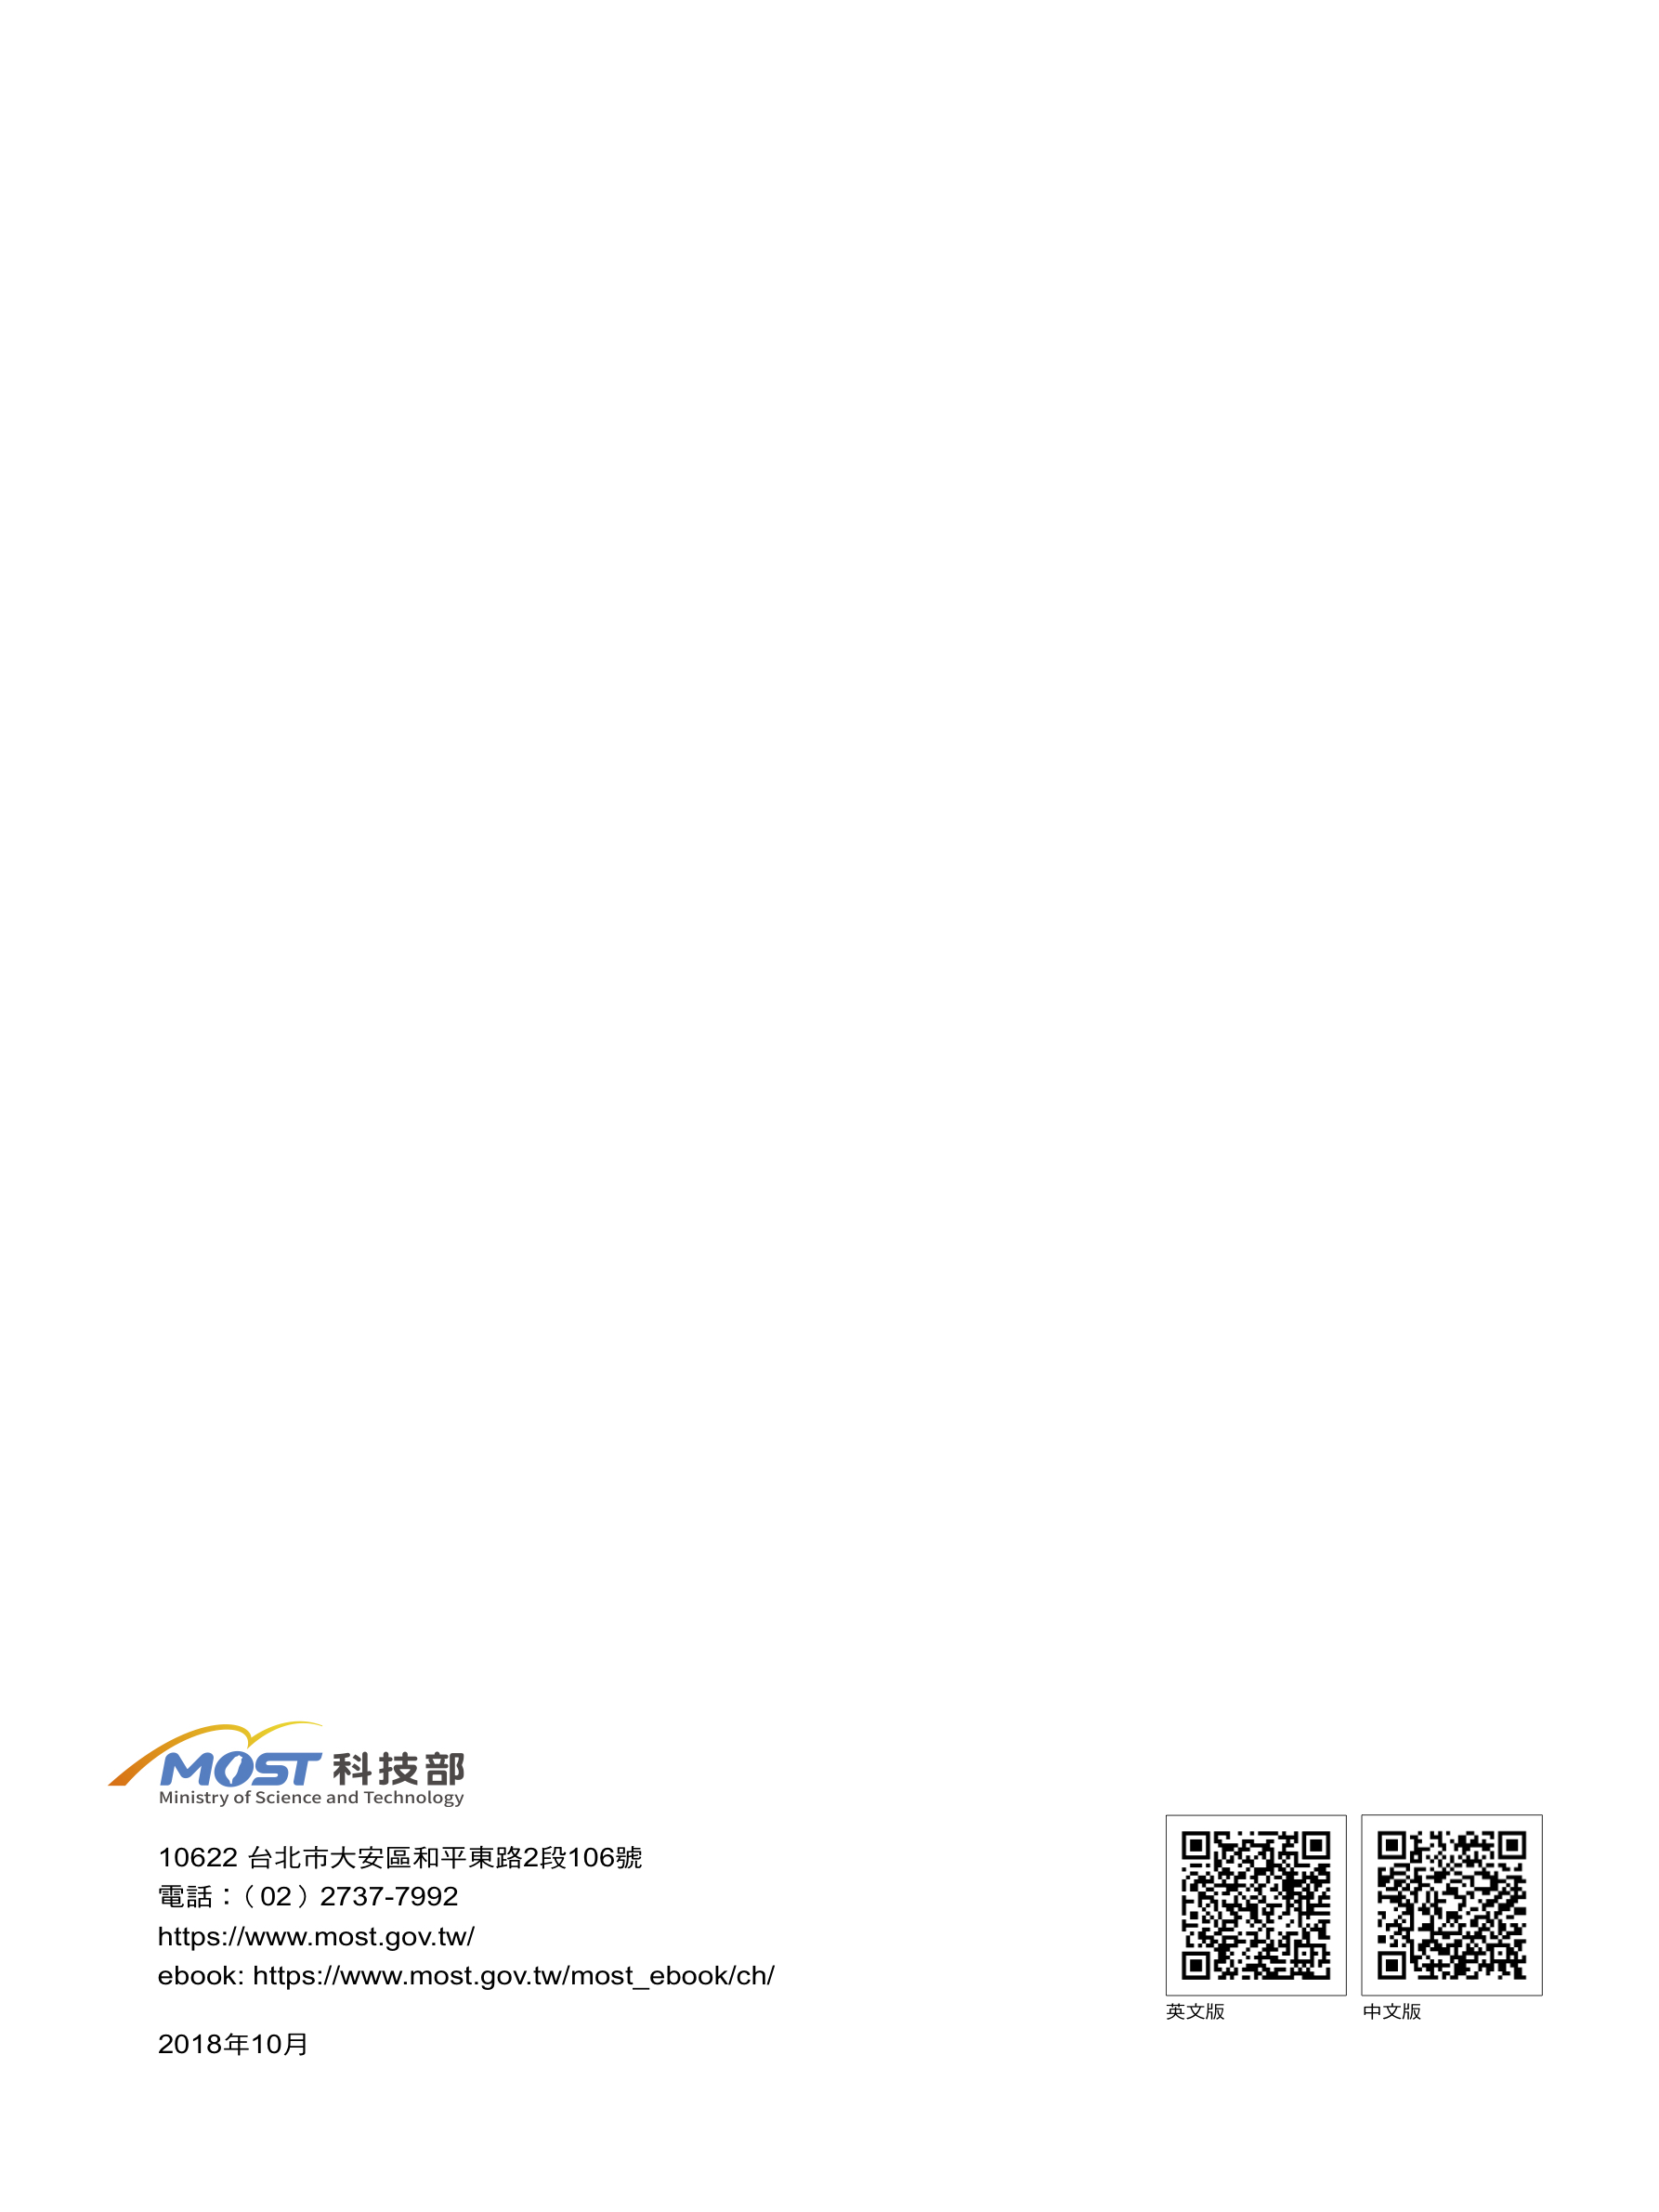 MOST 科技部
Ministry of Science and Technology
10622 台北市大安區和平東路2段106號
電話：（02）2737-7992
https://www.most.gov.tw/
ebook: https://www.most.gov.tw/most_ebook/ch/
2018年10月
英文版
中文版